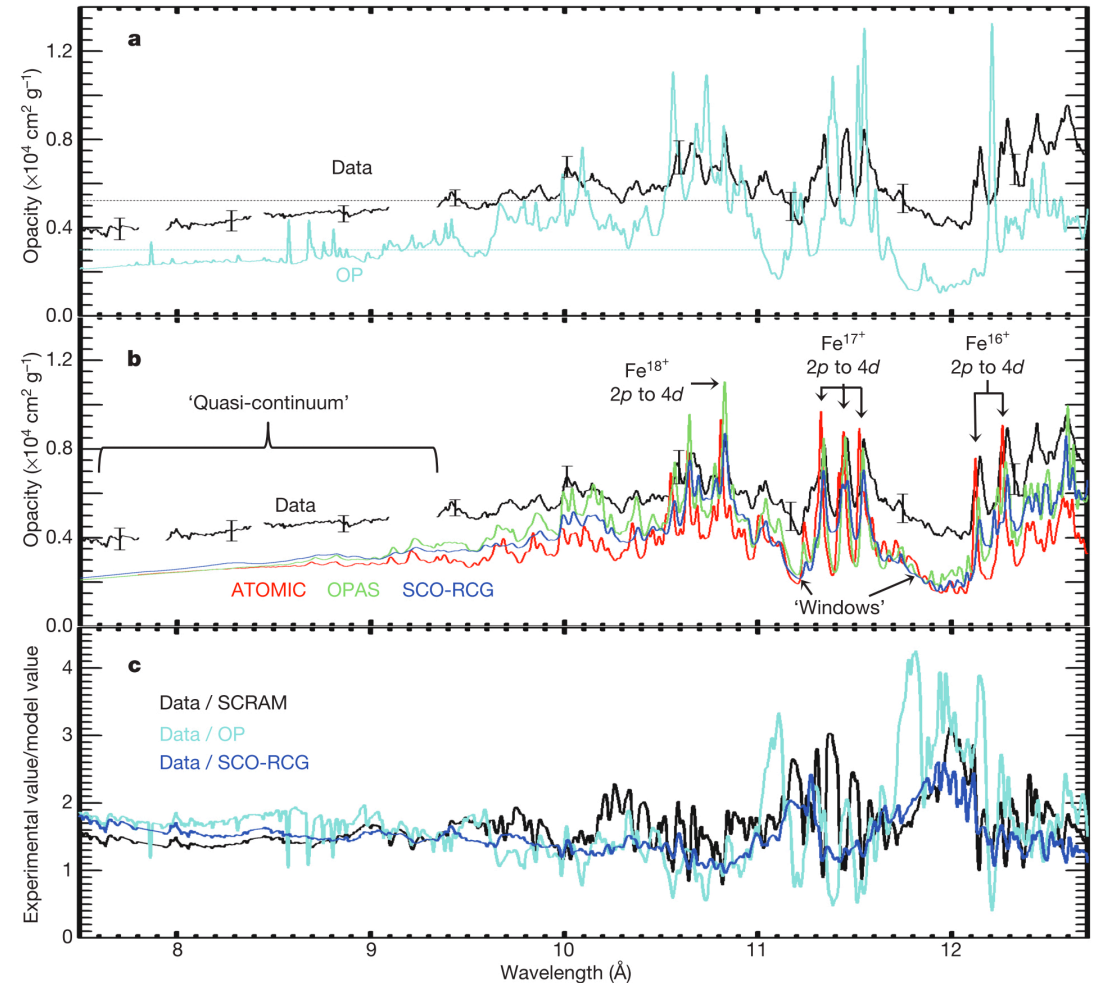 a
1.2
0.8
0.4
0.0
Opacity (×10⁴ cm² g⁻¹)
Data
OP
b
1.2
0.8
0.4
0.0
Opacity (×10⁴ cm² g⁻¹)
'Quasi-continuum'
Data
Fe¹⁸⁺
2p to 4d
Fe¹⁷⁺
2p to 4d
Fe¹⁶⁺
2p to 4d
ATOMIC OPAS SCO-RCG
'Windows'
c
4
3
2
1
0
Experimental value/model value
Data / SCRAM
Data / OP
Data / SCO-RCG
8 9 10 11 12
Wavelength (Å)